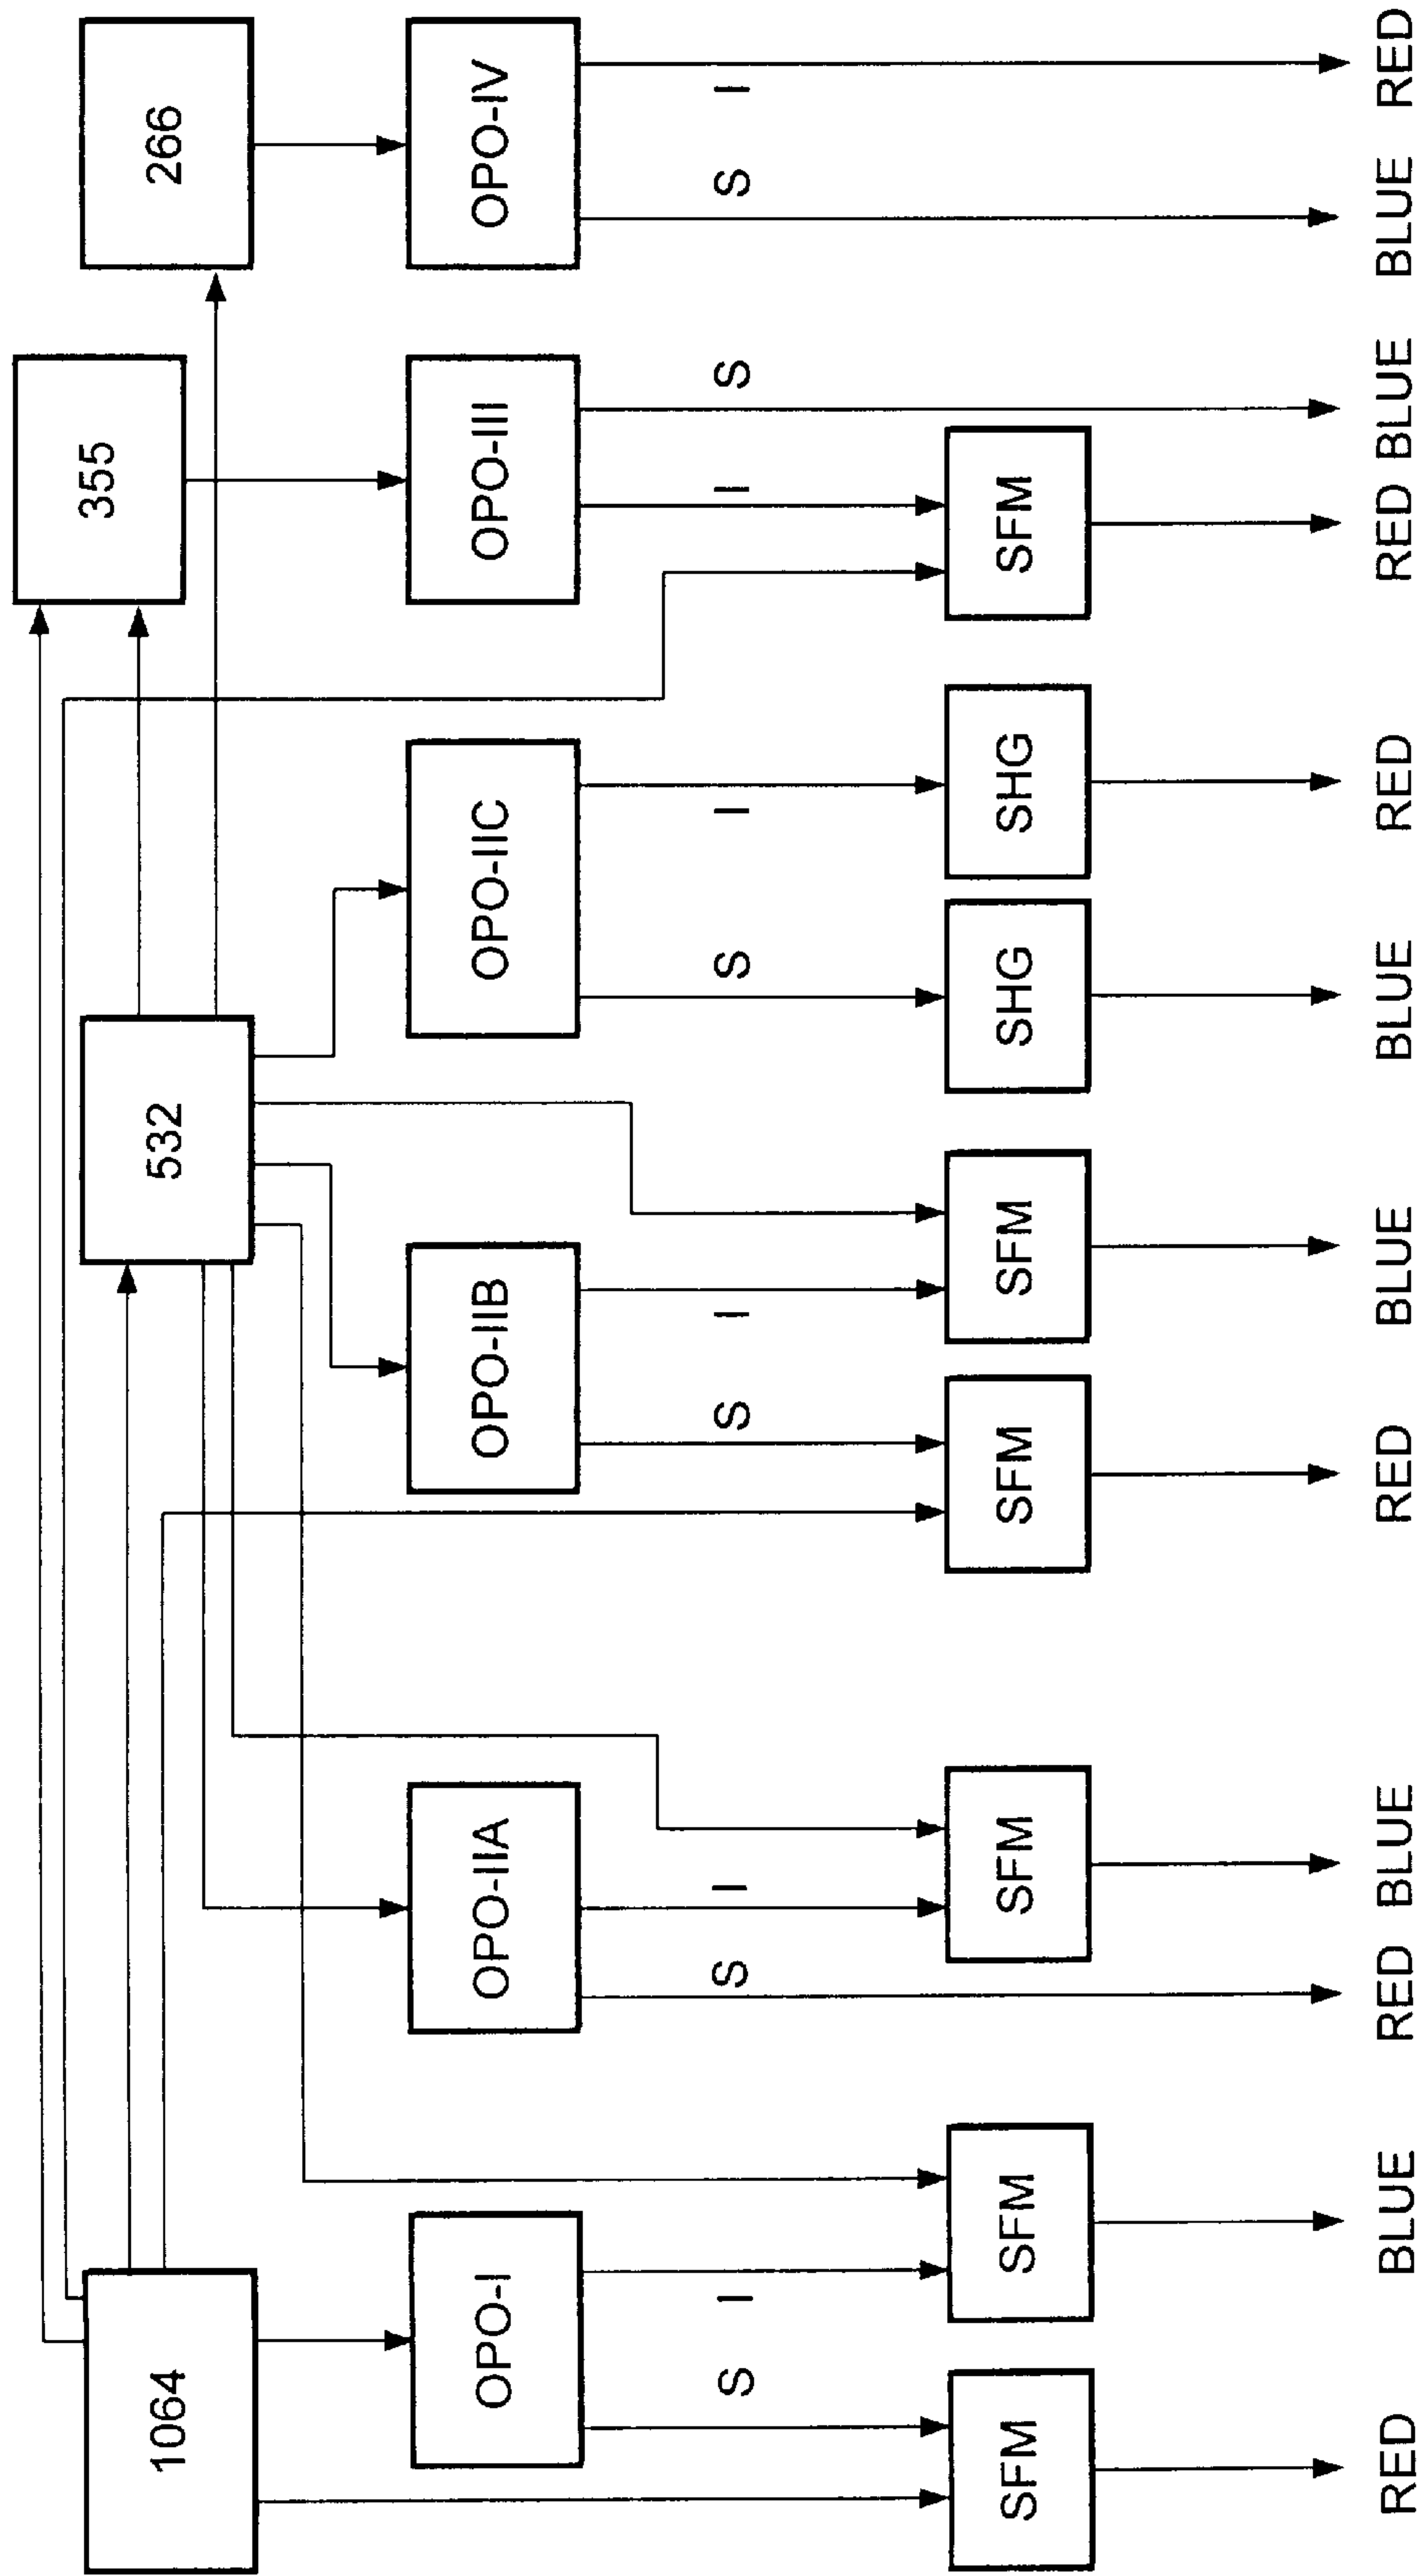 355
1064
532
266
OPO-I
OPO-IIA
OPO-IIB
OPO-IIC
OPO-III
OPO-IV
S
I
S
I
S
I
S
I
I
S
S
I
SFM
SFM
SFM
SFM
SFM
SHG
SHG
SFM
RED
BLUE
RED
BLUE
RED
BLUE
BLUE
RED
RED
BLUE
BLUE
RED